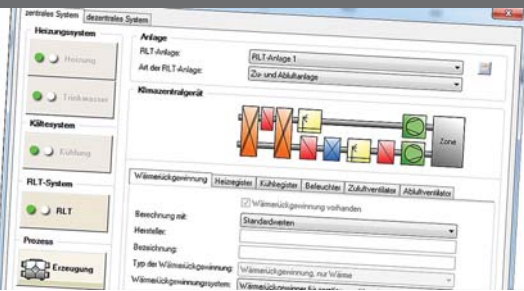 zentrales System dezentrales System
Heizungssystem
Heizung
Trinkwasser
Kältesystem
Kühlung
RLT-System
RLT
Prozess
Erzeugung
Anlage
RLT-Anlage: RLT-Anlage 1
Art der RLT-Anlage: Zu- und Abluftanlage
Klimazentralgerät
Zone
Wärmerückgewinnung Heizregister Kühlregister Befeuchter Zuluftventilator Abluftventilator
Wärmerückgewinnung vorhanden
Berechnung mit: Standardwerten
Hersteller:
Bezeichnung:
Typ der Wärmerückgewinnung: Wärmerückgewinnung, nur Wärme
Wärmerückgewinnungssystem: Wärmerückgewinner für